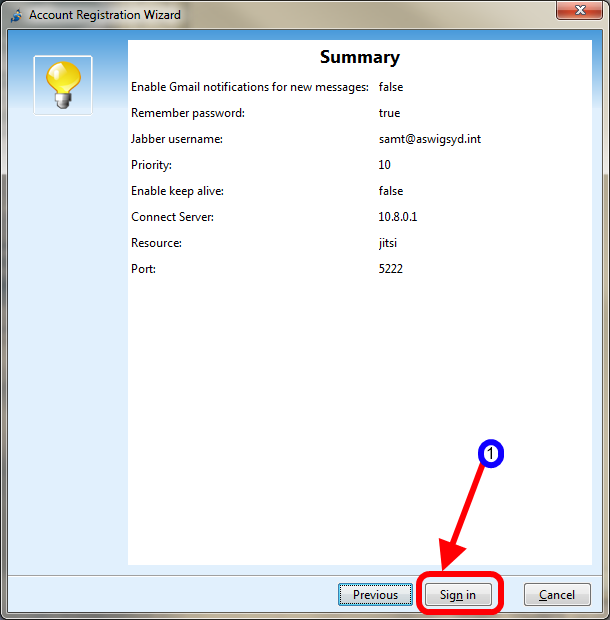 Account Registration Wizard
Summary
Enable Gmail notifications for new messages: false
Remember password: true
Jabber username: samt@aswigsyd.int
Priority: 10
Enable keep alive: false
Connect Server: 10.8.0.1
Resource: jitsi
Port: 5222
1
Previous Sign in Cancel